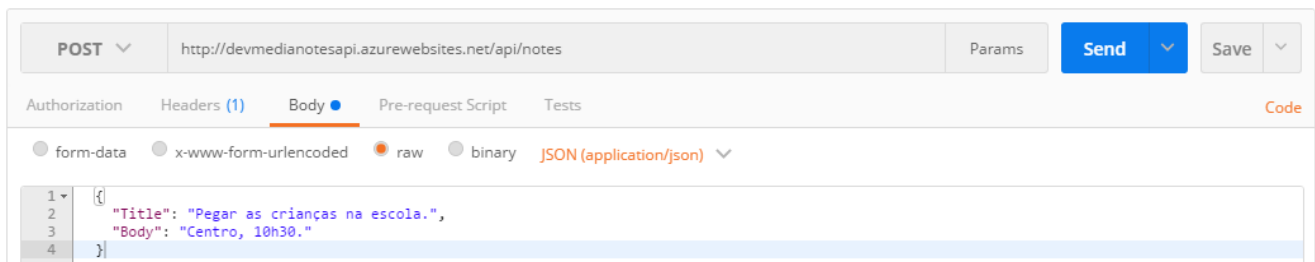 POST http://devmedianotesapi.azurewebsites.net/api/notes Params Send Save
Authorization Headers (1) Body Pre-request Script Tests Code
form-data x-www-form-urlencoded raw binary JSON (application/json)
1 {
2 "Title": "Pegar as crianças na escola.",
3 "Body": "Centro, 10h30."
4 }